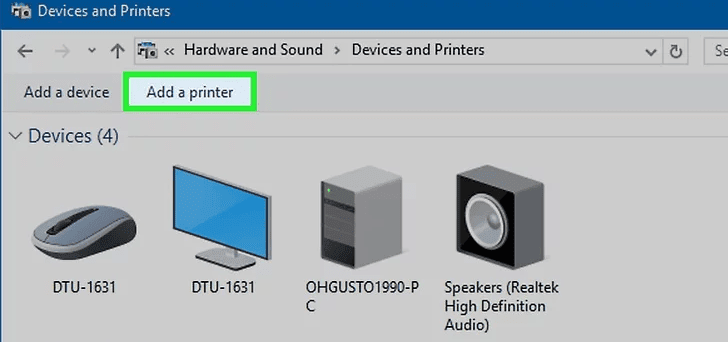 Devices and Printers
« Hardware and Sound > Devices and Printers
Se
Add a device Add a printer
Devices (4)
DTU-1631
DTU-1631
OHGUSTO1990-P
C
Speakers (Realtek
High Definition
Audio)